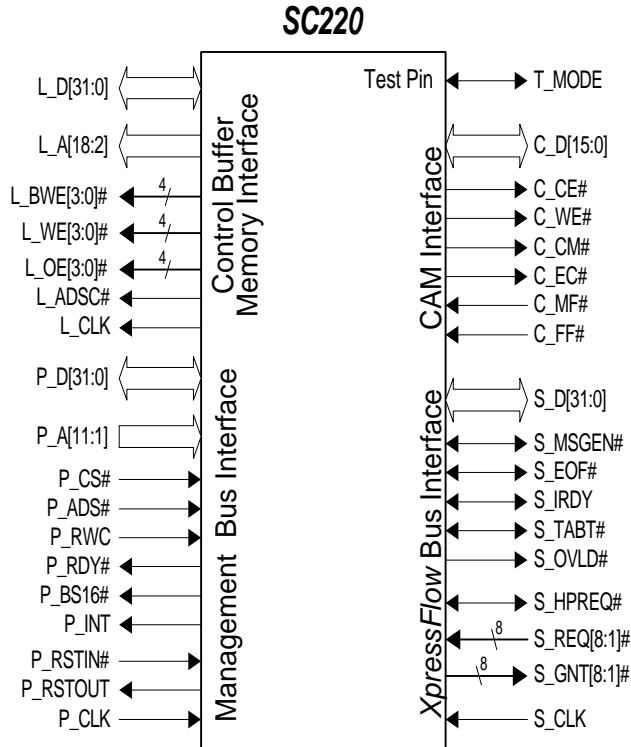 SC220
L_D[31:0]
L_A[18:2]
L_BWE[3:0]#
4
L_WE[3:0]#
4
L_OE[3:0]#
4
L_ADSC#
L_CLK
Control Buffer
Memory Interface
P_D[31:0]
P_A[11:1]
P_CS#
P_ADS#
P_RWC
P_RDY#
P_BS16#
P_INT
P_RSTIN#
P_RSTOUT
P_CLK
Management Bus Interface
Test Pin
T_MODE
CAM Interface
C_D[15:0]
C_CE#
C_WE#
C_CM#
C_EC#
C_MF#
C_FF#
XpressFlow Bus Interface
S_D[31:0]
S_MSGEN#
S_EOF#
S_IRDY
S_TABT#
S_OVLD#
S_HPREQ#
8
S_REQ[8:1]#
8
S_GNT[8:1]#
S_CLK